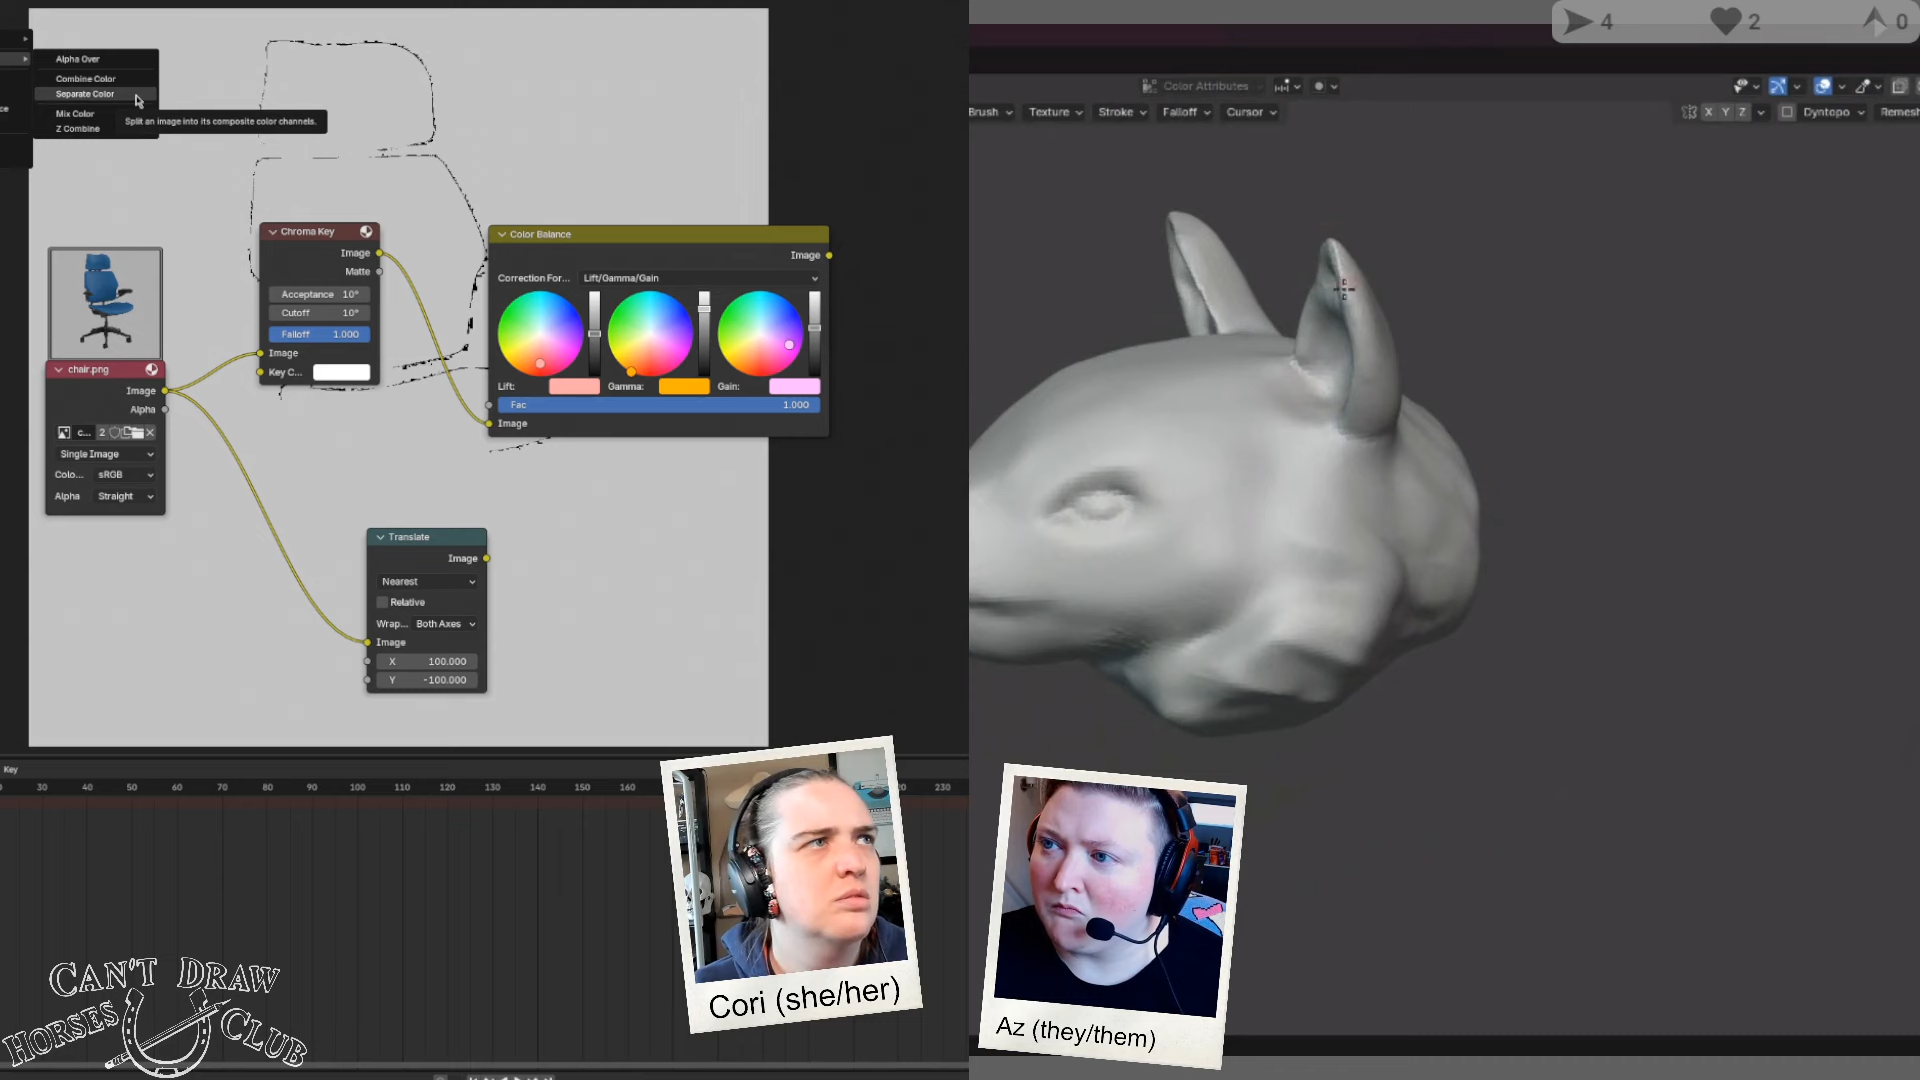 Alpha Over
Combine Color
Separate Color
Mix Color
Z Combine
Split an image into its composite color channels.
Chroma Key
Image
Matte
Acceptance 10°
Cutoff 10°
Falloff 1.000
Image
Key C...
chair.png
Image
Alpha
c... 2
Single Image
Colo... sRGB
Alpha Straight
Color Balance
Image
Correction For... Lift/Gamma/Gain
Lift: Gamma: Gain:
Fac 1.000
Image
Translate
Image
Nearest
Relative
Wrap... Both Axes
Image
X 100.000
Y -100.000
Key
30 40 50 60 70 80 90 100 110 120 130 140 150 160 230
CAN'T DRAW
HORSES
CLUB
Cori (she/her)
Az (they/them)
4 2 0
Color Attributes
Brush Texture Stroke Falloff Cursor
X Y Z Dyntopo Remesh